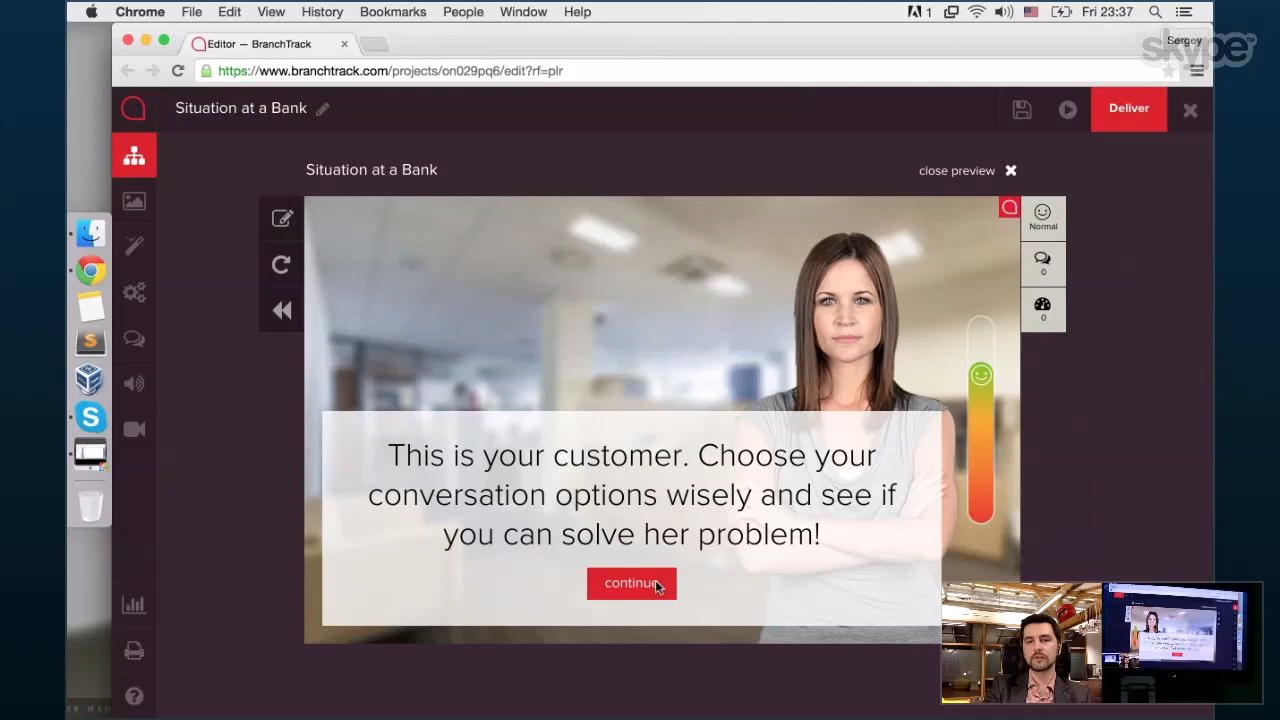 Chrome File Edit View History Bookmarks People Window Help
1 Fri 23:37
Editor — BranchTrack
Sergey
skype™
https://www.branchtrack.com/projects/on029pq6/edit?rf=plr
Situation at a Bank
Deliver
Situation at a Bank
close preview
Normal
0
0
This is your customer. Choose your
conversation options wisely and see if
you can solve her problem!
continue